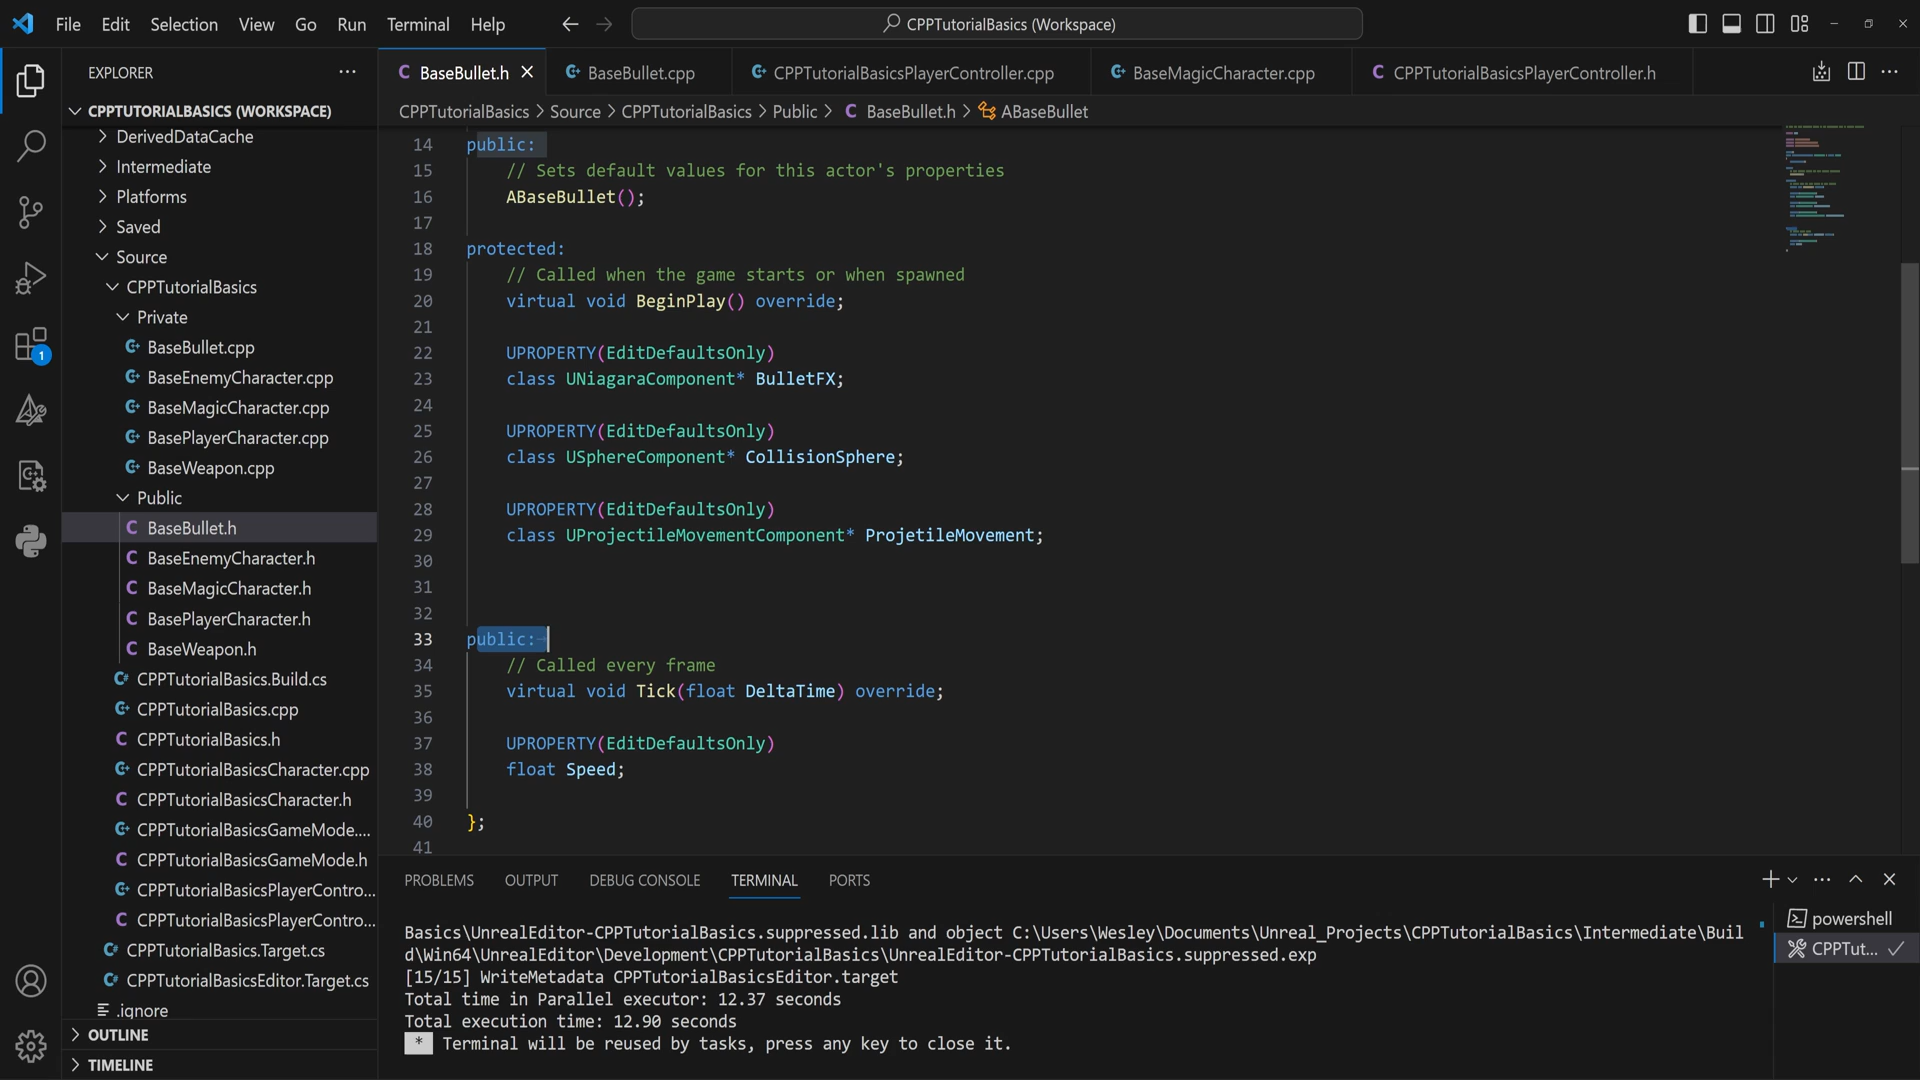 File Edit Selection View Go Run Terminal Help
CPPTutorialBasics (Workspace)
EXPLORER
CPPTUTORIALBASICS (WORKSPACE)
DerivedDataCache
Intermediate
Platforms
Saved
Source
CPPTutorialBasics
Private
BaseBullet.cpp
BaseEnemyCharacter.cpp
BaseMagicCharacter.cpp
BasePlayerCharacter.cpp
BaseWeapon.cpp
Public
BaseBullet.h
BaseEnemyCharacter.h
BaseMagicCharacter.h
BasePlayerCharacter.h
BaseWeapon.h
CPPTutorialBasics.Build.cs
CPPTutorialBasics.cpp
CPPTutorialBasics.h
CPPTutorialBasicsCharacter.cpp
CPPTutorialBasicsCharacter.h
CPPTutorialBasicsGameMode....
CPPTutorialBasicsGameMode.h
CPPTutorialBasicsPlayerContro...
CPPTutorialBasicsPlayerContro...
CPPTutorialBasics.Target.cs
CPPTutorialBasicsEditor.Target.cs
.ignore
OUTLINE
TIMELINE
1
BaseBullet.h BaseBullet.cpp CPPTutorialBasicsPlayerController.cpp BaseMagicCharacter.cpp CPPTutorialBasicsPlayerController.h
CPPTutorialBasics > Source > CPPTutorialBasics > Public > BaseBullet.h > ABaseBullet
14 public:
15 // Sets default values for this actor's properties
16 ABaseBullet();
17
18 protected:
19 // Called when the game starts or when spawned
20 virtual void BeginPlay() override;
21
22 UPROPERTY(EditDefaultsOnly)
23 class UNiagaraComponent* BulletFX;
24
25 UPROPERTY(EditDefaultsOnly)
26 class USphereComponent* CollisionSphere;
27
28 UPROPERTY(EditDefaultsOnly)
29 class UProjectileMovementComponent* ProjetileMovement;
30
31
32
33 public:
34 // Called every frame
35 virtual void Tick(float DeltaTime) override;
36
37 UPROPERTY(EditDefaultsOnly)
38 float Speed;
39
40 };
41
PROBLEMS OUTPUT DEBUG CONSOLE TERMINAL PORTS
Basics\UnrealEditor-CPPTutorialBasics.suppressed.lib and object C:\Users\Wesley\Documents\Unreal_Projects\CPPTutorialBasics\Intermediate\Buil
d\Win64\UnrealEditor\Development\CPPTutorialBasics\UnrealEditor-CPPTutorialBasics.suppressed.exp
[15/15] WriteMetadata CPPTutorialBasicsEditor.target
Total time in Parallel executor: 12.37 seconds
Total execution time: 12.90 seconds
* Terminal will be reused by tasks, press any key to close it.
powershell
CPPTut...